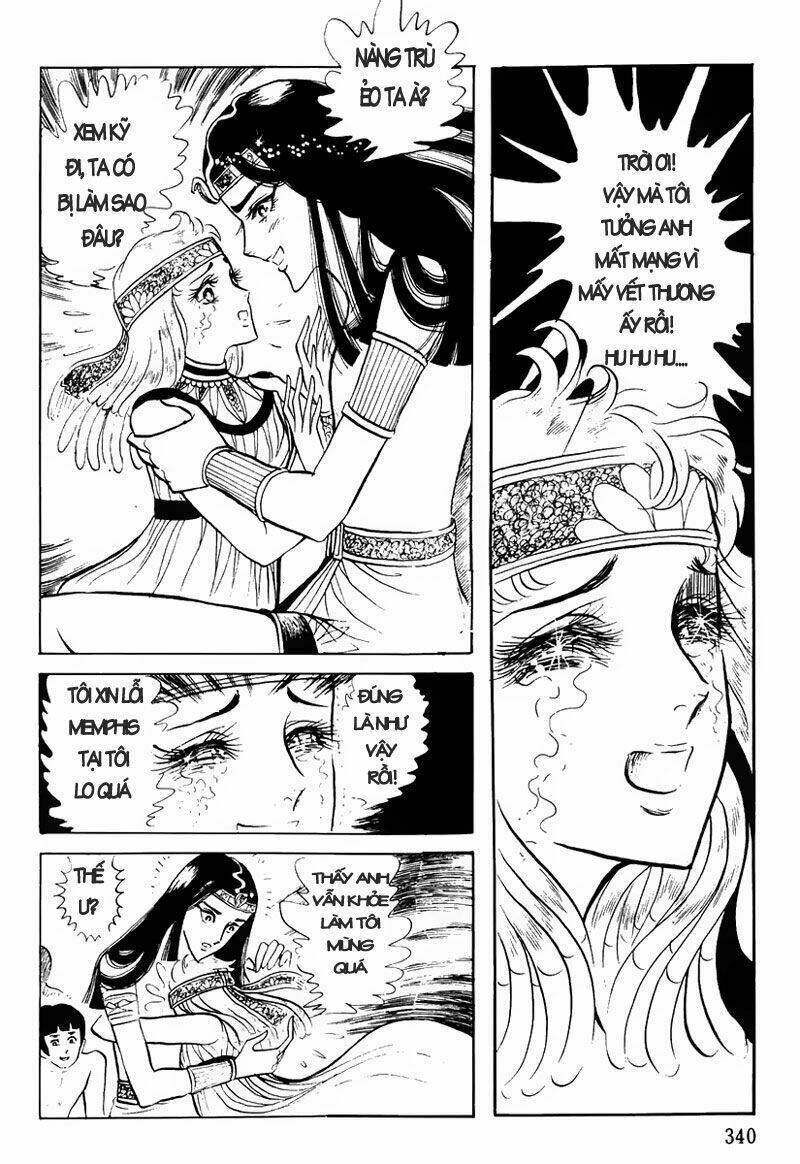 TRỜI ƠI!
VẬY MÀ TÔI
TƯỞNG ANH
MẤT MẠNG VÌ
MẤY VẾT THƯƠNG
ẤY RỒI!
HU HU HU....
NÀNG TRÙ
ẺO TA À?
XEM KỸ
ĐI, TA CÓ
BỊ LÀM SAO
ĐÂU?
ĐÚNG
LÀ NHƯ
VẬY
RỒI!
TÔI XIN LỖI
MEMPHIS
TẠI TÔI
LO QUÁ
THẤY ANH
VẪN KHỎE
LÀM TÔI
MỪNG
QUÁ
THẾ
Ư?
340